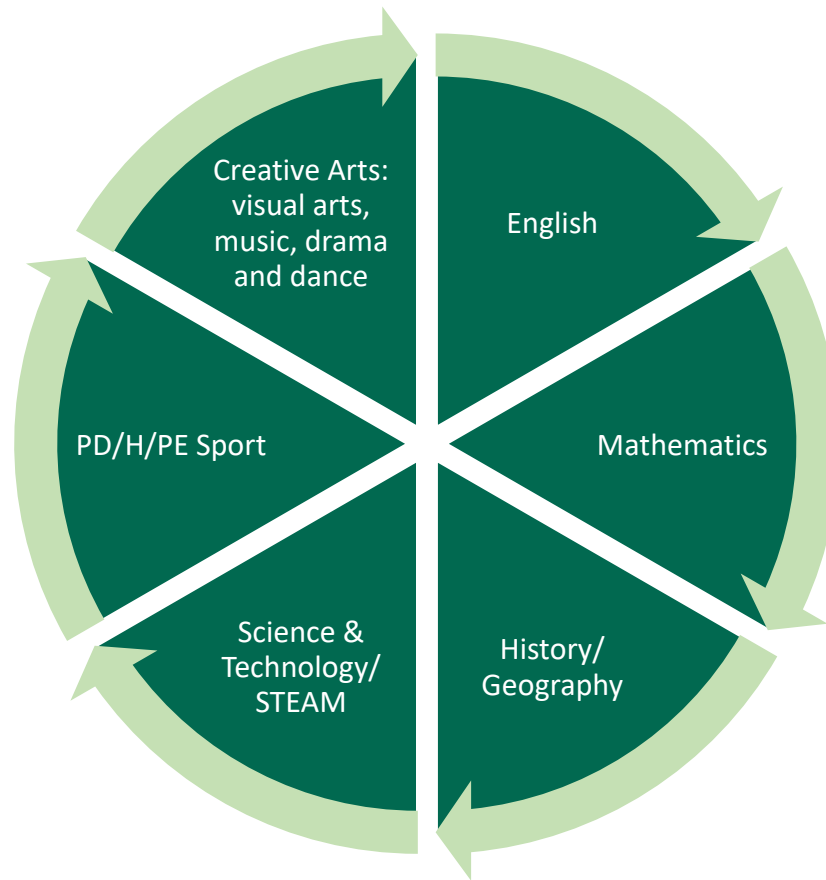 Creative Arts:
visual arts,
music, drama
and dance
English
Mathematics
History/
Geography
Science &
Technology/
STEAM
PD/H/PE Sport